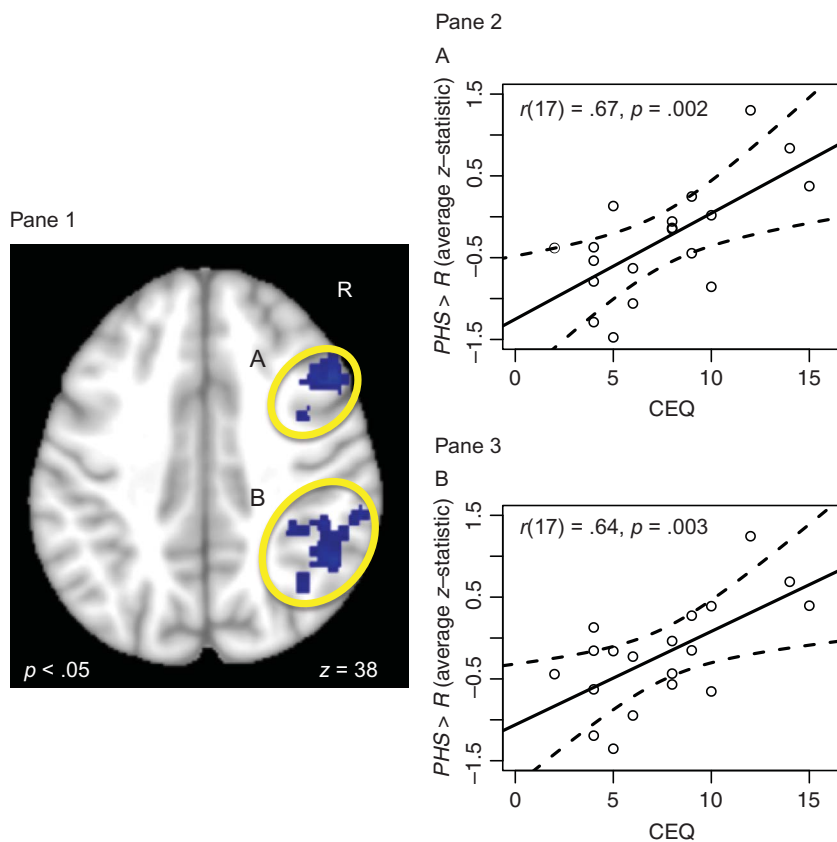 Pane 1
R
A
B
p < .05
z = 38
Pane 2
A
r(17) = .67, p = .002
PHS > R (average z–statistic)
1.5
0.5
−0.5
−1.5
0 5 10 15
CEQ
Pane 3
B
r(17) = .64, p = .003
PHS > R (average z–statistic)
1.5
0.5
−0.5
−1.5
0 5 10 15
CEQ